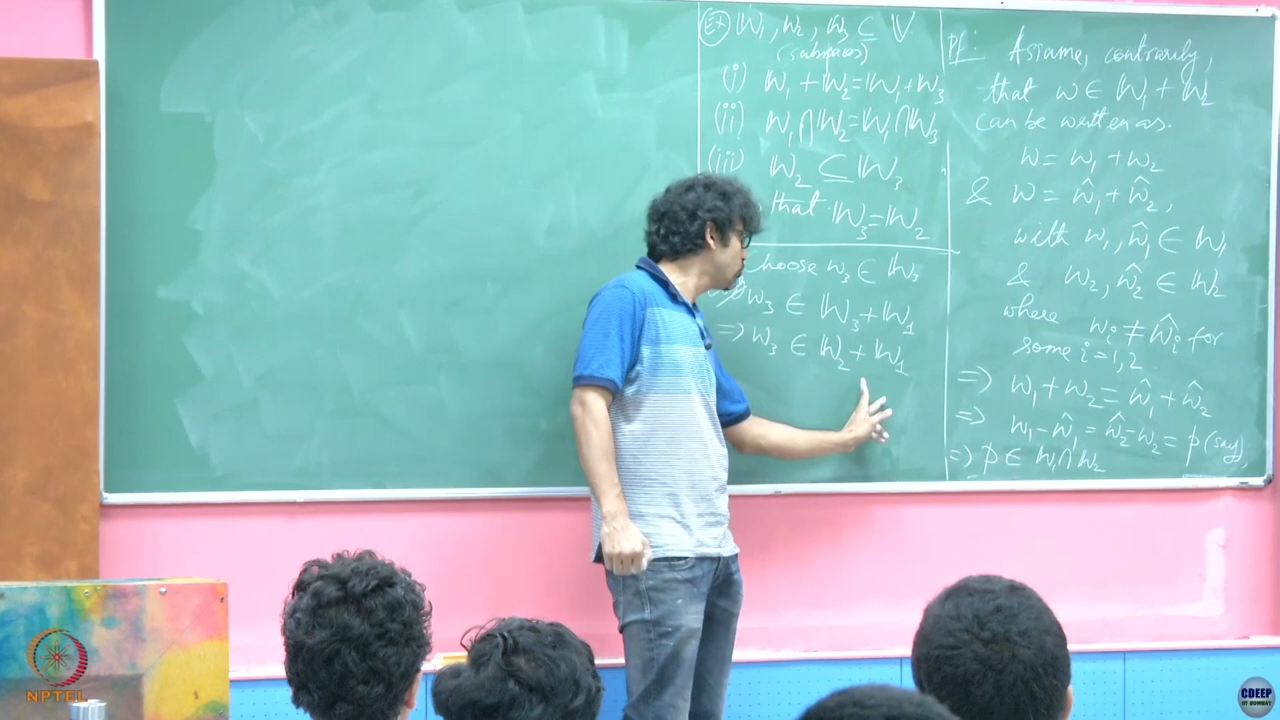 Ex W₁, W₂, W₃ ⊆ V.
(subspaces)
(i) W₁ + W₂ = W₁ + W₃
(ii) W₁ ∩ W₂ = W₁ ∩ W₃
(iii) W₂ ⊆ W₃
that W₃ = W₂
Choose w₃ ∈ W₃
⇒ w₃ ∈ W₃ + W₁
⇒ w₃ ∈ W₂ + W₁
Pf: Assume, contrarily,
that w ∈ W₁ + W₂
can be written as.
w = w₁ + w₂
& w = ŵ₁ + ŵ₂,
with w₁, ŵ₁ ∈ W₁
& w₂, ŵ₂ ∈ W₂
where wᵢ ≠ ŵᵢ for
some i = 1, 2
⇒ w₁ + w₂ = ŵ₁ + ŵ₂
⇒ w₁ - ŵ₁ = ŵ₂ - w₂ = p (say),
⇒ p ∈ W₁ ∩ W₂
NPTEL
CDEEP
IIT BOMBAY